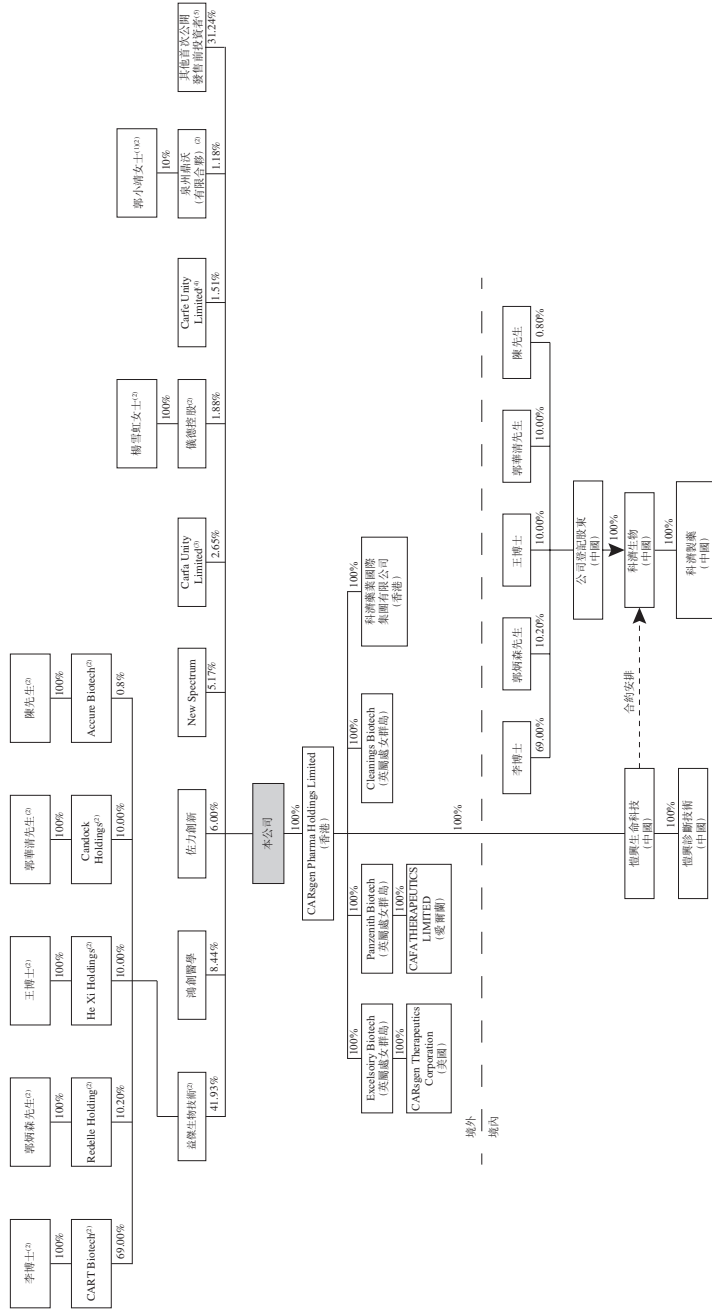 李博士(2)
郭炳森先生(2)
王博士(2)
郭華清先生(2)
陳先生(2)
100%
100%
100%
100%
100%
CART Biotech(2)
Redelle Holding(2)
He Xi Holdings(2)
Candock
Holdings(2)
Accure Biotech(2)
69.00%
10.20%
10.00%
10.00%
0.8%
楊雪虹女士(2)
郭小靖女士(1)(2)
100%
10%
益傑生物技術(2)
鴻創醫學
佐力創新
New Spectrum
Carfa Unity
Limited(3)
儀德控股(2)
Carfe Unity
Limited(4)
泉州鼎沃
(有限合夥)(2)
其他首次公開
發售前投資者(5)
41.93%
8.44%
6.00%
5.17%
2.65%
1.88%
1.51%
1.18%
31.24%
本公司
100%
CARsgen Pharma Holdings Limited
(香港)
100%
100%
100%
100%
Excelsoiry Biotech
(英屬處女群島)
Panzenith Biotech
(英屬處女群島)
Cleanings Biotech
(英屬處女群島)
科濟藥業國際
集團有限公司
(香港)
100%
100%
CARsgen Therapeutics
Corporation
(美國)
CAFA THERAPEUTICS
LIMITED
(愛爾蘭)
100%
境外
境內
李博士
郭炳森先生
王博士
郭華清先生
陳先生
69.00%
10.20%
10.00%
10.00%
0.80%
公司登記股東
(中國)
100%
愷興生命科技
(中國)
合約安排
科濟生物
(中國)
100%
100%
愷興診斷技術
(中國)
科濟製藥
(中國)